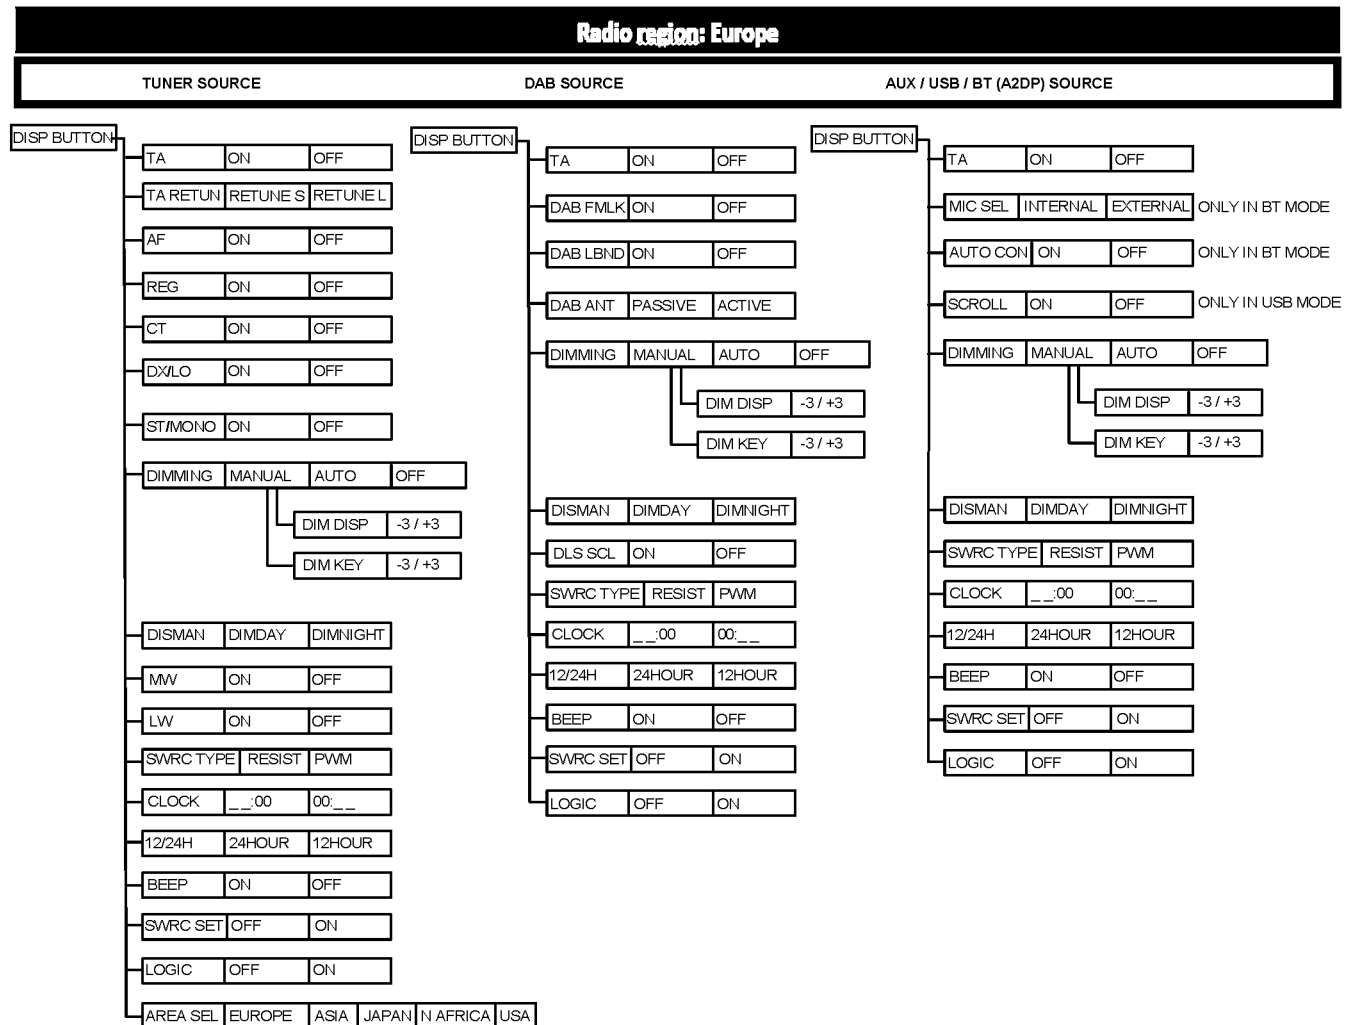 Radio region: Europe
TUNER SOURCE DAB SOURCE AUX / USB / BT (A2DP) SOURCE
DISP BUTTON
TA ON OFF
TA RETUN RETUNE S RETUNE L
AF ON OFF
REG ON OFF
CT ON OFF
DX/LO ON OFF
ST/MONO ON OFF
DIMMING MANUAL AUTO OFF
DIM DISP -3 / +3
DIM KEY -3 / +3
DISMAN DIMDAY DIMNIGHT
MW ON OFF
LW ON OFF
SWRC TYPE RESIST PWM
CLOCK _ _:00 00:_ _
12/24H 24HOUR 12HOUR
BEEP ON OFF
SWRC SET OFF ON
LOGIC OFF ON
AREA SEL EUROPE ASIA JAPAN N AFRICA USA
DISP BUTTON
TA ON OFF
DAB FMLK ON OFF
DAB LBND ON OFF
DAB ANT PASSIVE ACTIVE
DIMMING MANUAL AUTO OFF
DIM DISP -3 / +3
DIM KEY -3 / +3
DISMAN DIMDAY DIMNIGHT
DLS SCL ON OFF
SWRC TYPE RESIST PWM
CLOCK _ _:00 00:_ _
12/24H 24HOUR 12HOUR
BEEP ON OFF
SWRC SET OFF ON
LOGIC OFF ON
DISP BUTTON
TA ON OFF
MIC SEL INTERNAL EXTERNAL ONLY IN BT MODE
AUTO CON ON OFF ONLY IN BT MODE
SCROLL ON OFF ONLY IN USB MODE
DIMMING MANUAL AUTO OFF
DIM DISP -3 / +3
DIM KEY -3 / +3
DISMAN DIMDAY DIMNIGHT
SWRC TYPE RESIST PWM
CLOCK _ _:00 00:_ _
12/24H 24HOUR 12HOUR
BEEP ON OFF
SWRC SET OFF ON
LOGIC OFF ON